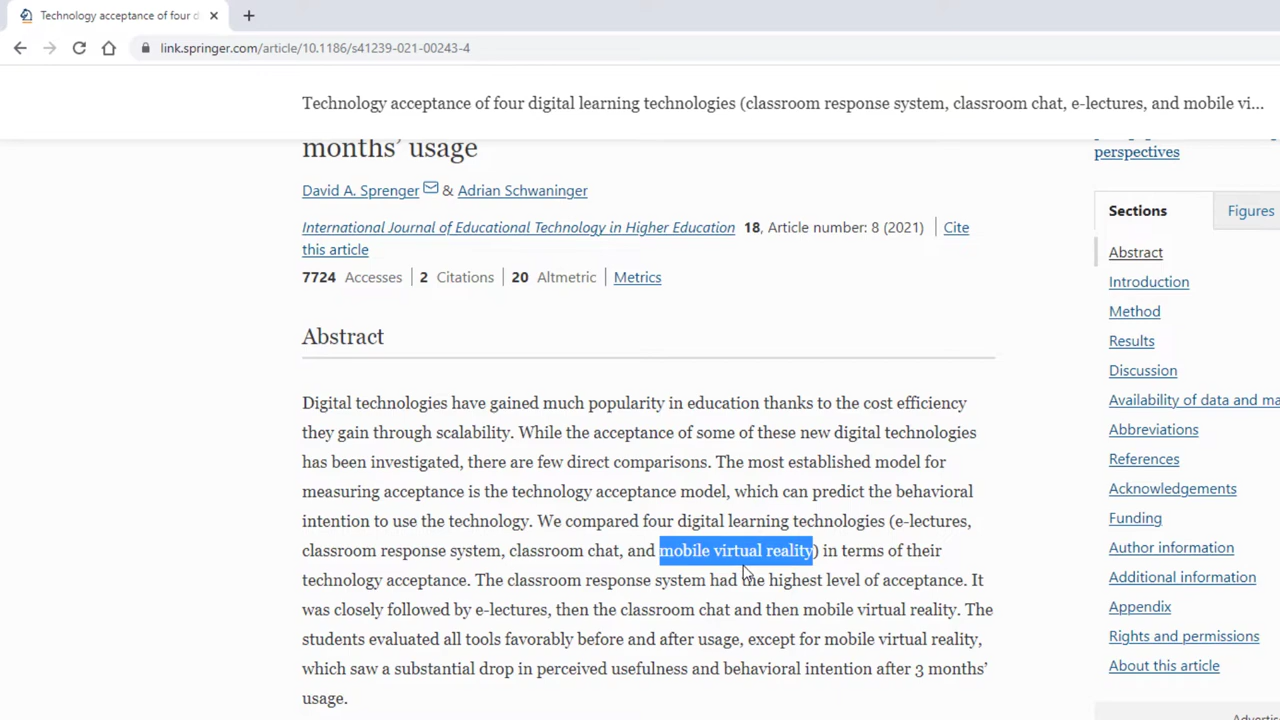 Technology acceptance of four d
link.springer.com/article/10.1186/s41239-021-00243-4
Technology acceptance of four digital learning technologies (classroom response system, classroom chat, e-lectures, and mobile vi...
months’ usage
perspectives
David A. Sprenger & Adrian Schwaninger
International Journal of Educational Technology in Higher Education 18, Article number: 8 (2021) | Cite
this article
7724 Accesses | 2 Citations | 20 Altmetric | Metrics
Abstract
Digital technologies have gained much popularity in education thanks to the cost efficiency
they gain through scalability. While the acceptance of some of these new digital technologies
has been investigated, there are few direct comparisons. The most established model for
measuring acceptance is the technology acceptance model, which can predict the behavioral
intention to use the technology. We compared four digital learning technologies (e-lectures,
classroom response system, classroom chat, and mobile virtual reality) in terms of their
technology acceptance. The classroom response system had the highest level of acceptance. It
was closely followed by e-lectures, then the classroom chat and then mobile virtual reality. The
students evaluated all tools favorably before and after usage, except for mobile virtual reality,
which saw a substantial drop in perceived usefulness and behavioral intention after 3 months’
usage.
Sections
Figures
Abstract
Introduction
Method
Results
Discussion
Availability of data and ma
Abbreviations
References
Acknowledgements
Funding
Author information
Additional information
Appendix
Rights and permissions
About this article